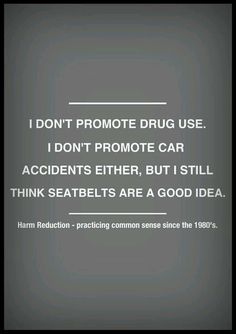 I DON'T PROMOTE DRUG USE.
I DON'T PROMOTE CAR
ACCIDENTS EITHER, BUT I STILL
THINK SEATBELTS ARE A GOOD IDEA.
Harm Reduction - practicing common sense since the 1980's.